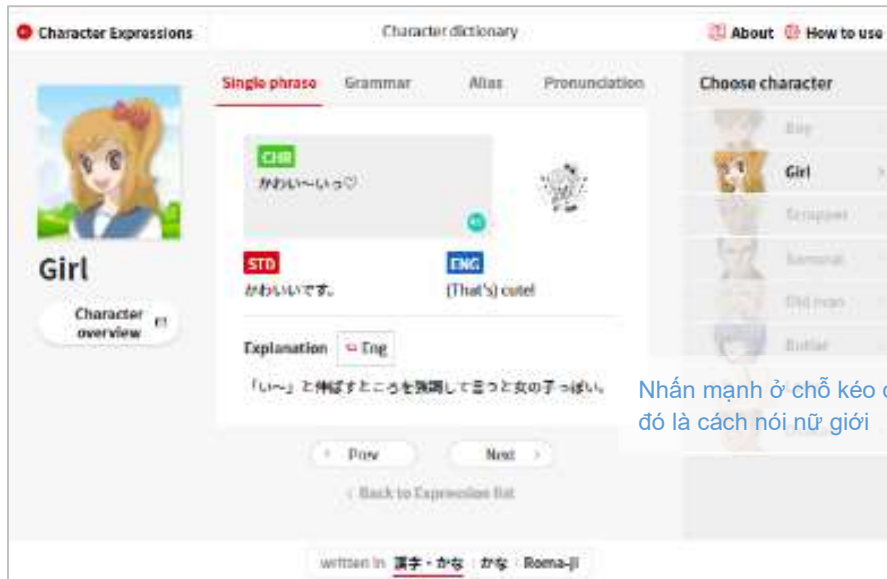 Character Expressions
Character dictionary
About
How to use
Single phrase
Grammar
Alias
Pronunciation
Choose character
Boy
Girl
Scrapper
Samurai
Old man
Butler
CHR
かわい～いっ♡
Girl
Character overview
STD
かわいいです。
ENG
(That's) cute!
Explanation
Eng
「い～」と伸ばすところを強調して言うと女の子っぽい。
Nhấn mạnh ở chỗ kéo
đó là cách nói nữ giới
Prev
Next
Back to Expression list
written in 漢字・かな かな Roma-ji